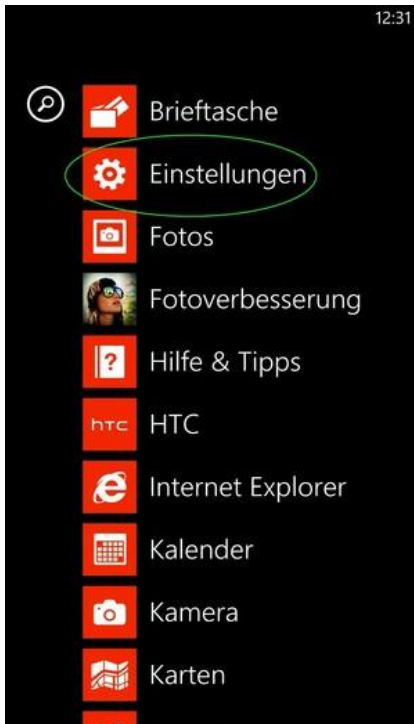 12:31
Brieftasche
Einstellungen
Fotos
Fotoverbesserung
? Hilfe & Tipps
hTC HTC
Internet Explorer
Kalender
Kamera
Karten